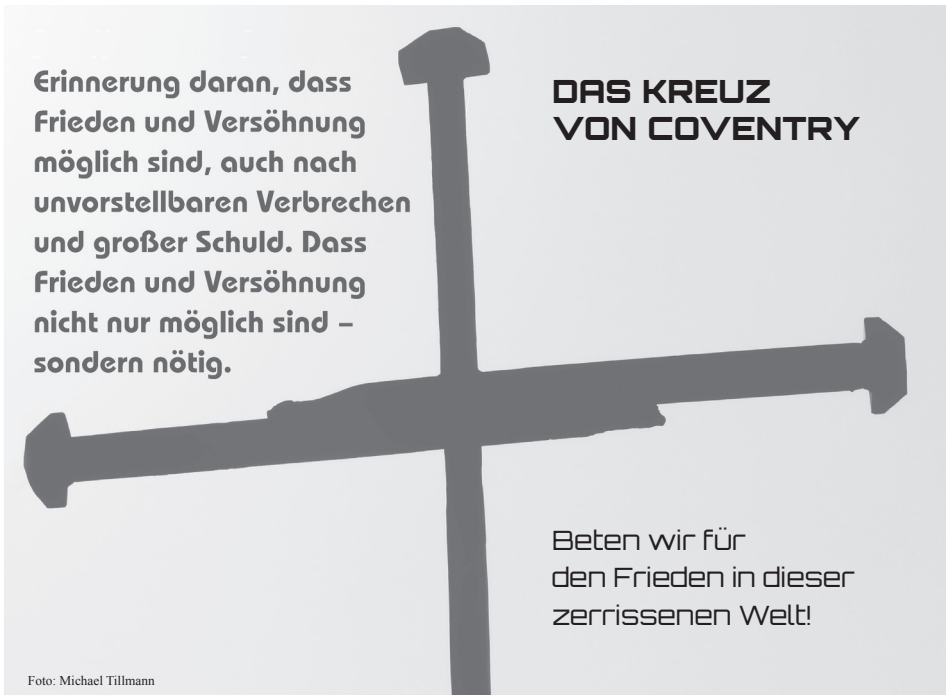 Erinnerung daran, dass
Frieden und Versöhnung
möglich sind, auch nach
unvorstellbaren Verbrechen
und großer Schuld. Dass
Frieden und Versöhnung
nicht nur möglich sind –
sondern nötig.
DAS KREUZ
VON COVENTRY
Beten wir für
den Frieden in dieser
zerrissenen Welt!
Foto: Michael Tillmann